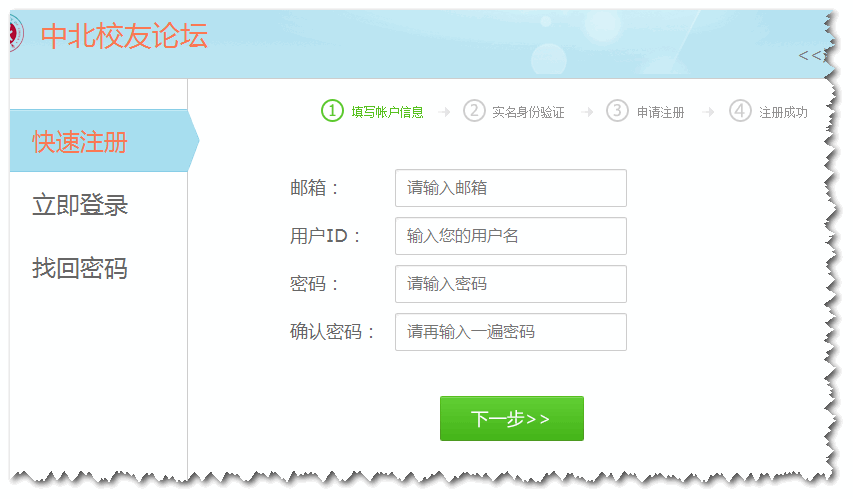 中北校友论坛
<<
快速注册
立即登录
找回密码
1 填写帐户信息 → 2 实名身份验证 → 3 申请注册 → 4 注册成功
邮箱： 请输入邮箱
用户ID： 输入您的用户名
密码： 请输入密码
确认密码： 请再输入一遍密码
下一步>>